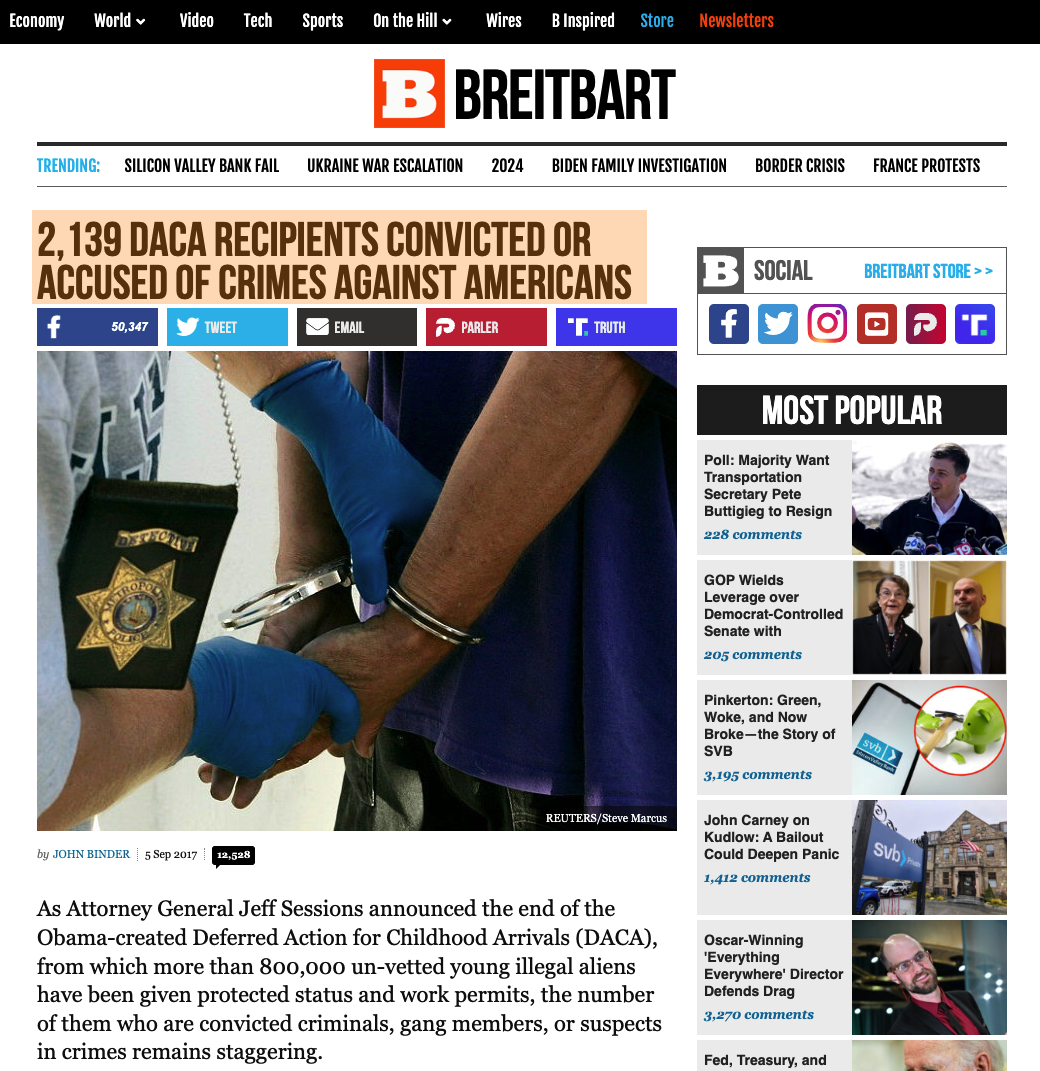 Economy World Video Tech Sports On the Hill Wires B Inspired Store Newsletters
B BREITBART
TRENDING: SILICON VALLEY BANK FAIL UKRAINE WAR ESCALATION 2024 BIDEN FAMILY INVESTIGATION BORDER CRISIS FRANCE PROTESTS
2,139 DACA RECIPIENTS CONVICTED OR
ACCUSED OF CRIMES AGAINST AMERICANS
50,347 TWEET EMAIL PARLER TRUTH
DETECTIVE
METROPOLITAN
POLICE
REUTERS/Steve Marcus
by JOHN BINDER 5 Sep 2017 12,528
As Attorney General Jeff Sessions announced the end of the
Obama-created Deferred Action for Childhood Arrivals (DACA),
from which more than 800,000 un-vetted young illegal aliens
have been given protected status and work permits, the number
of them who are convicted criminals, gang members, or suspects
in crimes remains staggering.
B SOCIAL BREITBART STORE > >
MOST POPULAR
Poll: Majority Want
Transportation
Secretary Pete
Buttigieg to Resign
228 comments
GOP Wields
Leverage over
Democrat-Controlled
Senate with
205 comments
Pinkerton: Green,
Woke, and Now
Broke—the Story of
SVB
3,195 comments
svb
John Carney on
Kudlow: A Bailout
Could Deepen Panic
1,412 comments
svb
Oscar-Winning
'Everything
Everywhere' Director
Defends Drag
3,270 comments
Fed, Treasury, and